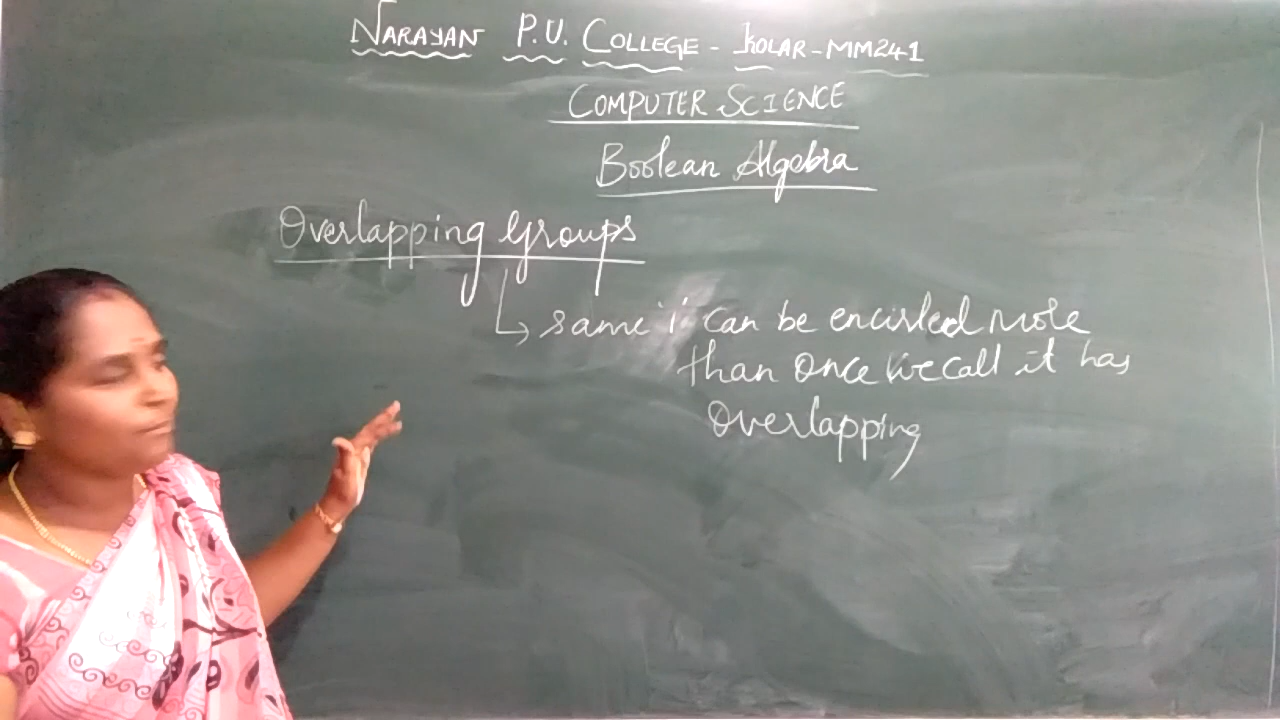 NARAYAN P.U. COLLEGE - KOLAR - MM241
COMPUTER SCIENCE
Boolean Algebra
Overlapping Groups
↳ same '1' can be encirled more
than once we call it has
Overlapping